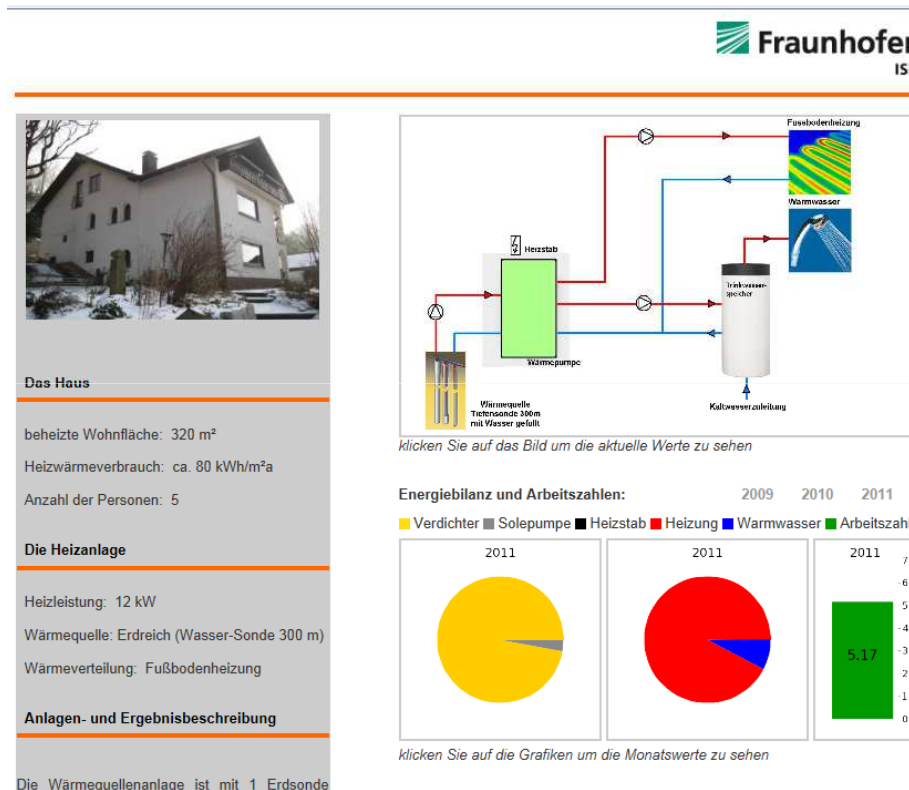 Fraunhofer
IS
Fussbodenheizung
Warmwasser
Heizstab
Trinkwasser-
speicher
Wärmepumpe
Wärmequelle
Tiefensonde 300m
mit Wasser gefüllt
Kaltwasserzuleitung
klicken Sie auf das Bild um die aktuelle Werte zu sehen
Das Haus
beheizte Wohnfläche: 320 m²
Heizwärmeverbrauch: ca. 80 kWh/m²a
Anzahl der Personen: 5
Die Heizanlage
Heizleistung: 12 kW
Wärmequelle: Erdreich (Wasser-Sonde 300 m)
Wärmeverteilung: Fußbodenheizung
Anlagen- und Ergebnisbeschreibung
Die Wärmequellenanlage ist mit 1 Erdsonde
Energiebilanz und Arbeitszahlen: 2009 2010 2011
Verdichter Solepumpe Heizstab Heizung Warmwasser Arbeitszahl
2011
2011
2011
7
6
5
4
3
2
1
0
5.17
klicken Sie auf die Grafiken um die Monatswerte zu sehen